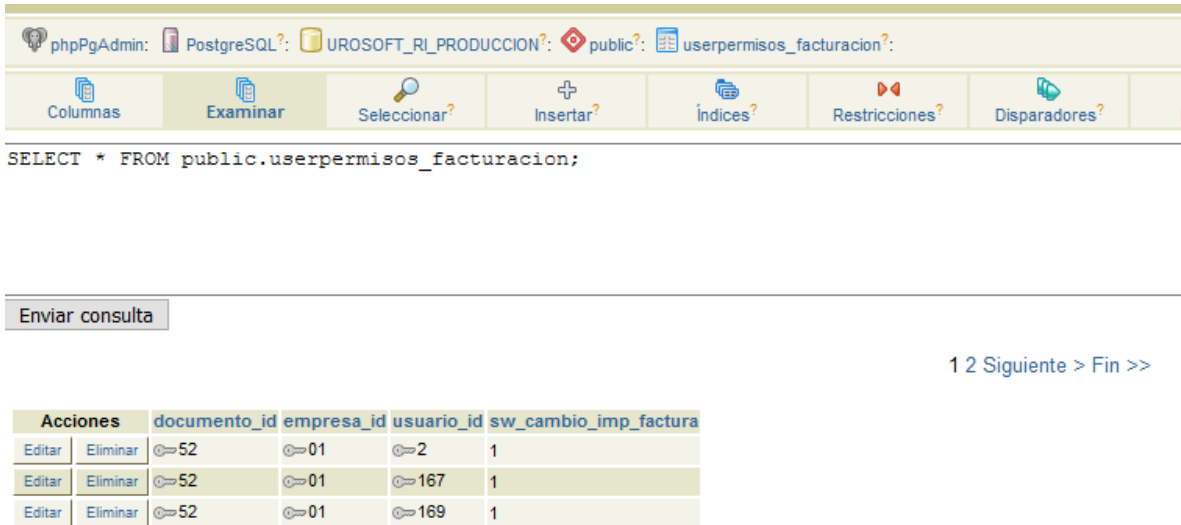 phpPgAdmin: PostgreSQL?: UROSOFT_RI_PRODUCCION?: public?: userpermisos_facturacion?:
Columnas Examinar Seleccionar? Insertar? Índices? Restricciones? Disparadores?
SELECT * FROM public.userpermisos_facturacion;
Enviar consulta
1 2 Siguiente > Fin >>
Acciones documento_id empresa_id usuario_id sw_cambio_imp_factura
Editar Eliminar 52 01 2 1
Editar Eliminar 52 01 167 1
Editar Eliminar 52 01 169 1